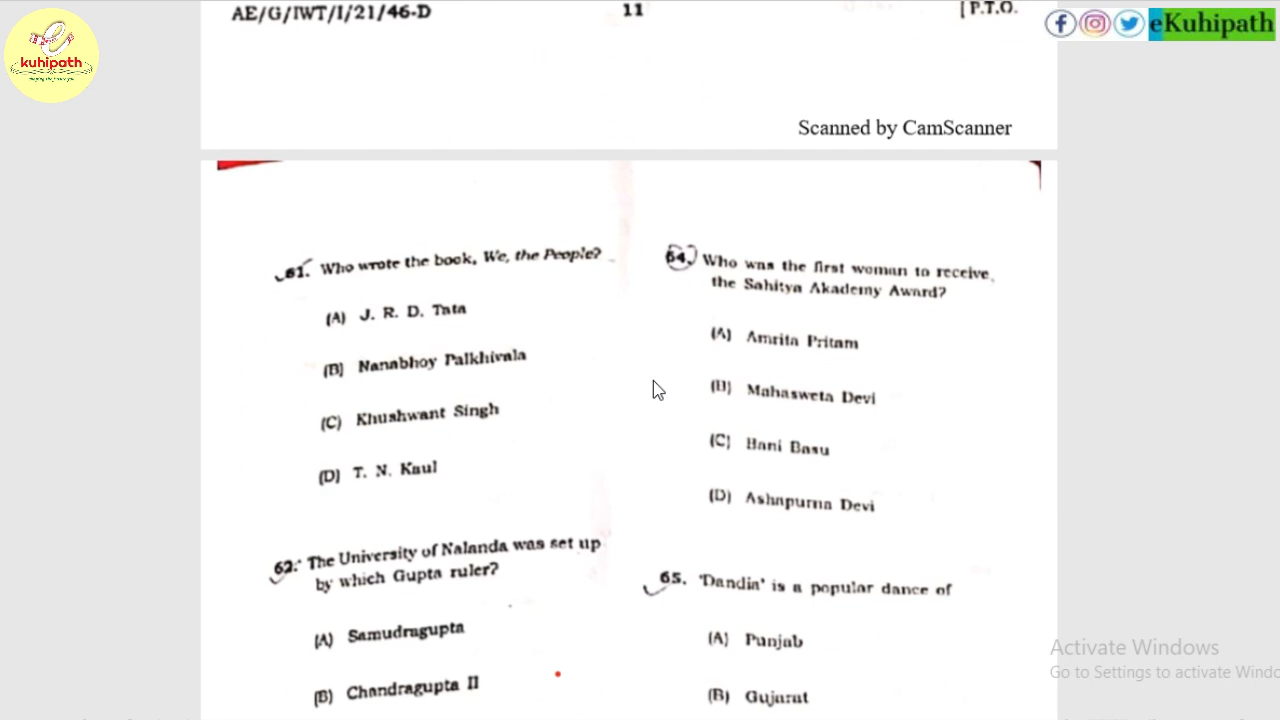 AE/G/IWT/I/21/46-D
11
[ P.T.O.
eKuhipath
kuhipath
Scanned by CamScanner
61. Who wrote the book, We, the People?
(A) J. R. D. Tata
(B) Nanabhoy Palkhivala
(C) Khushwant Singh
(D) T. N. Kaul
62. The University of Nalanda was set up
by which Gupta ruler?
(A) Samudragupta
(B) Chandragupta II
64. Who was the first woman to receive
the Sahitya Akademy Award?
(A) Amrita Pritam
(B) Mahasweta Devi
(C) Bani Basu
(D) Ashapurna Devi
65. 'Dandia' is a popular dance of
(A) Punjab
(B) Gujarat
Activate Windows
Go to Settings to activate Windo